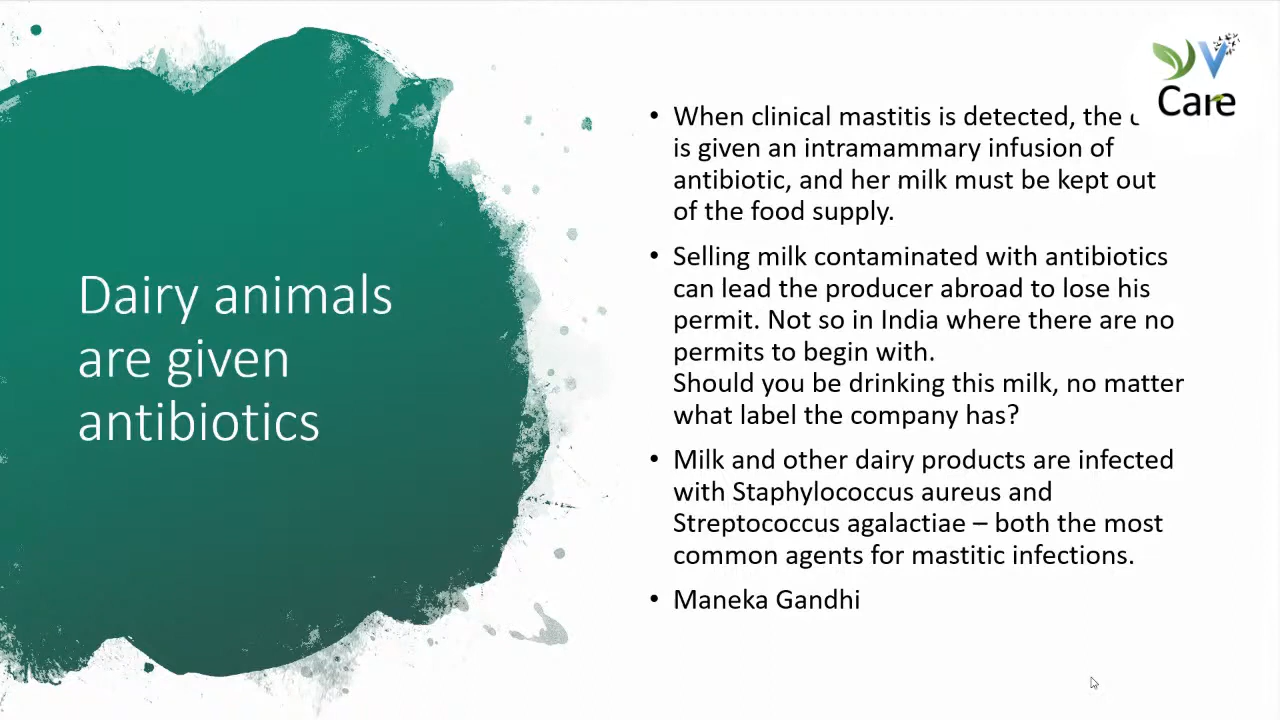 Dairy animals
are given
antibiotics
V
Care
• When clinical mastitis is detected, the
is given an intramammary infusion of
antibiotic, and her milk must be kept out
of the food supply.
• Selling milk contaminated with antibiotics
can lead the producer abroad to lose his
permit. Not so in India where there are no
permits to begin with.
Should you be drinking this milk, no matter
what label the company has?
• Milk and other dairy products are infected
with Staphylococcus aureus and
Streptococcus agalactiae – both the most
common agents for mastitic infections.
• Maneka Gandhi